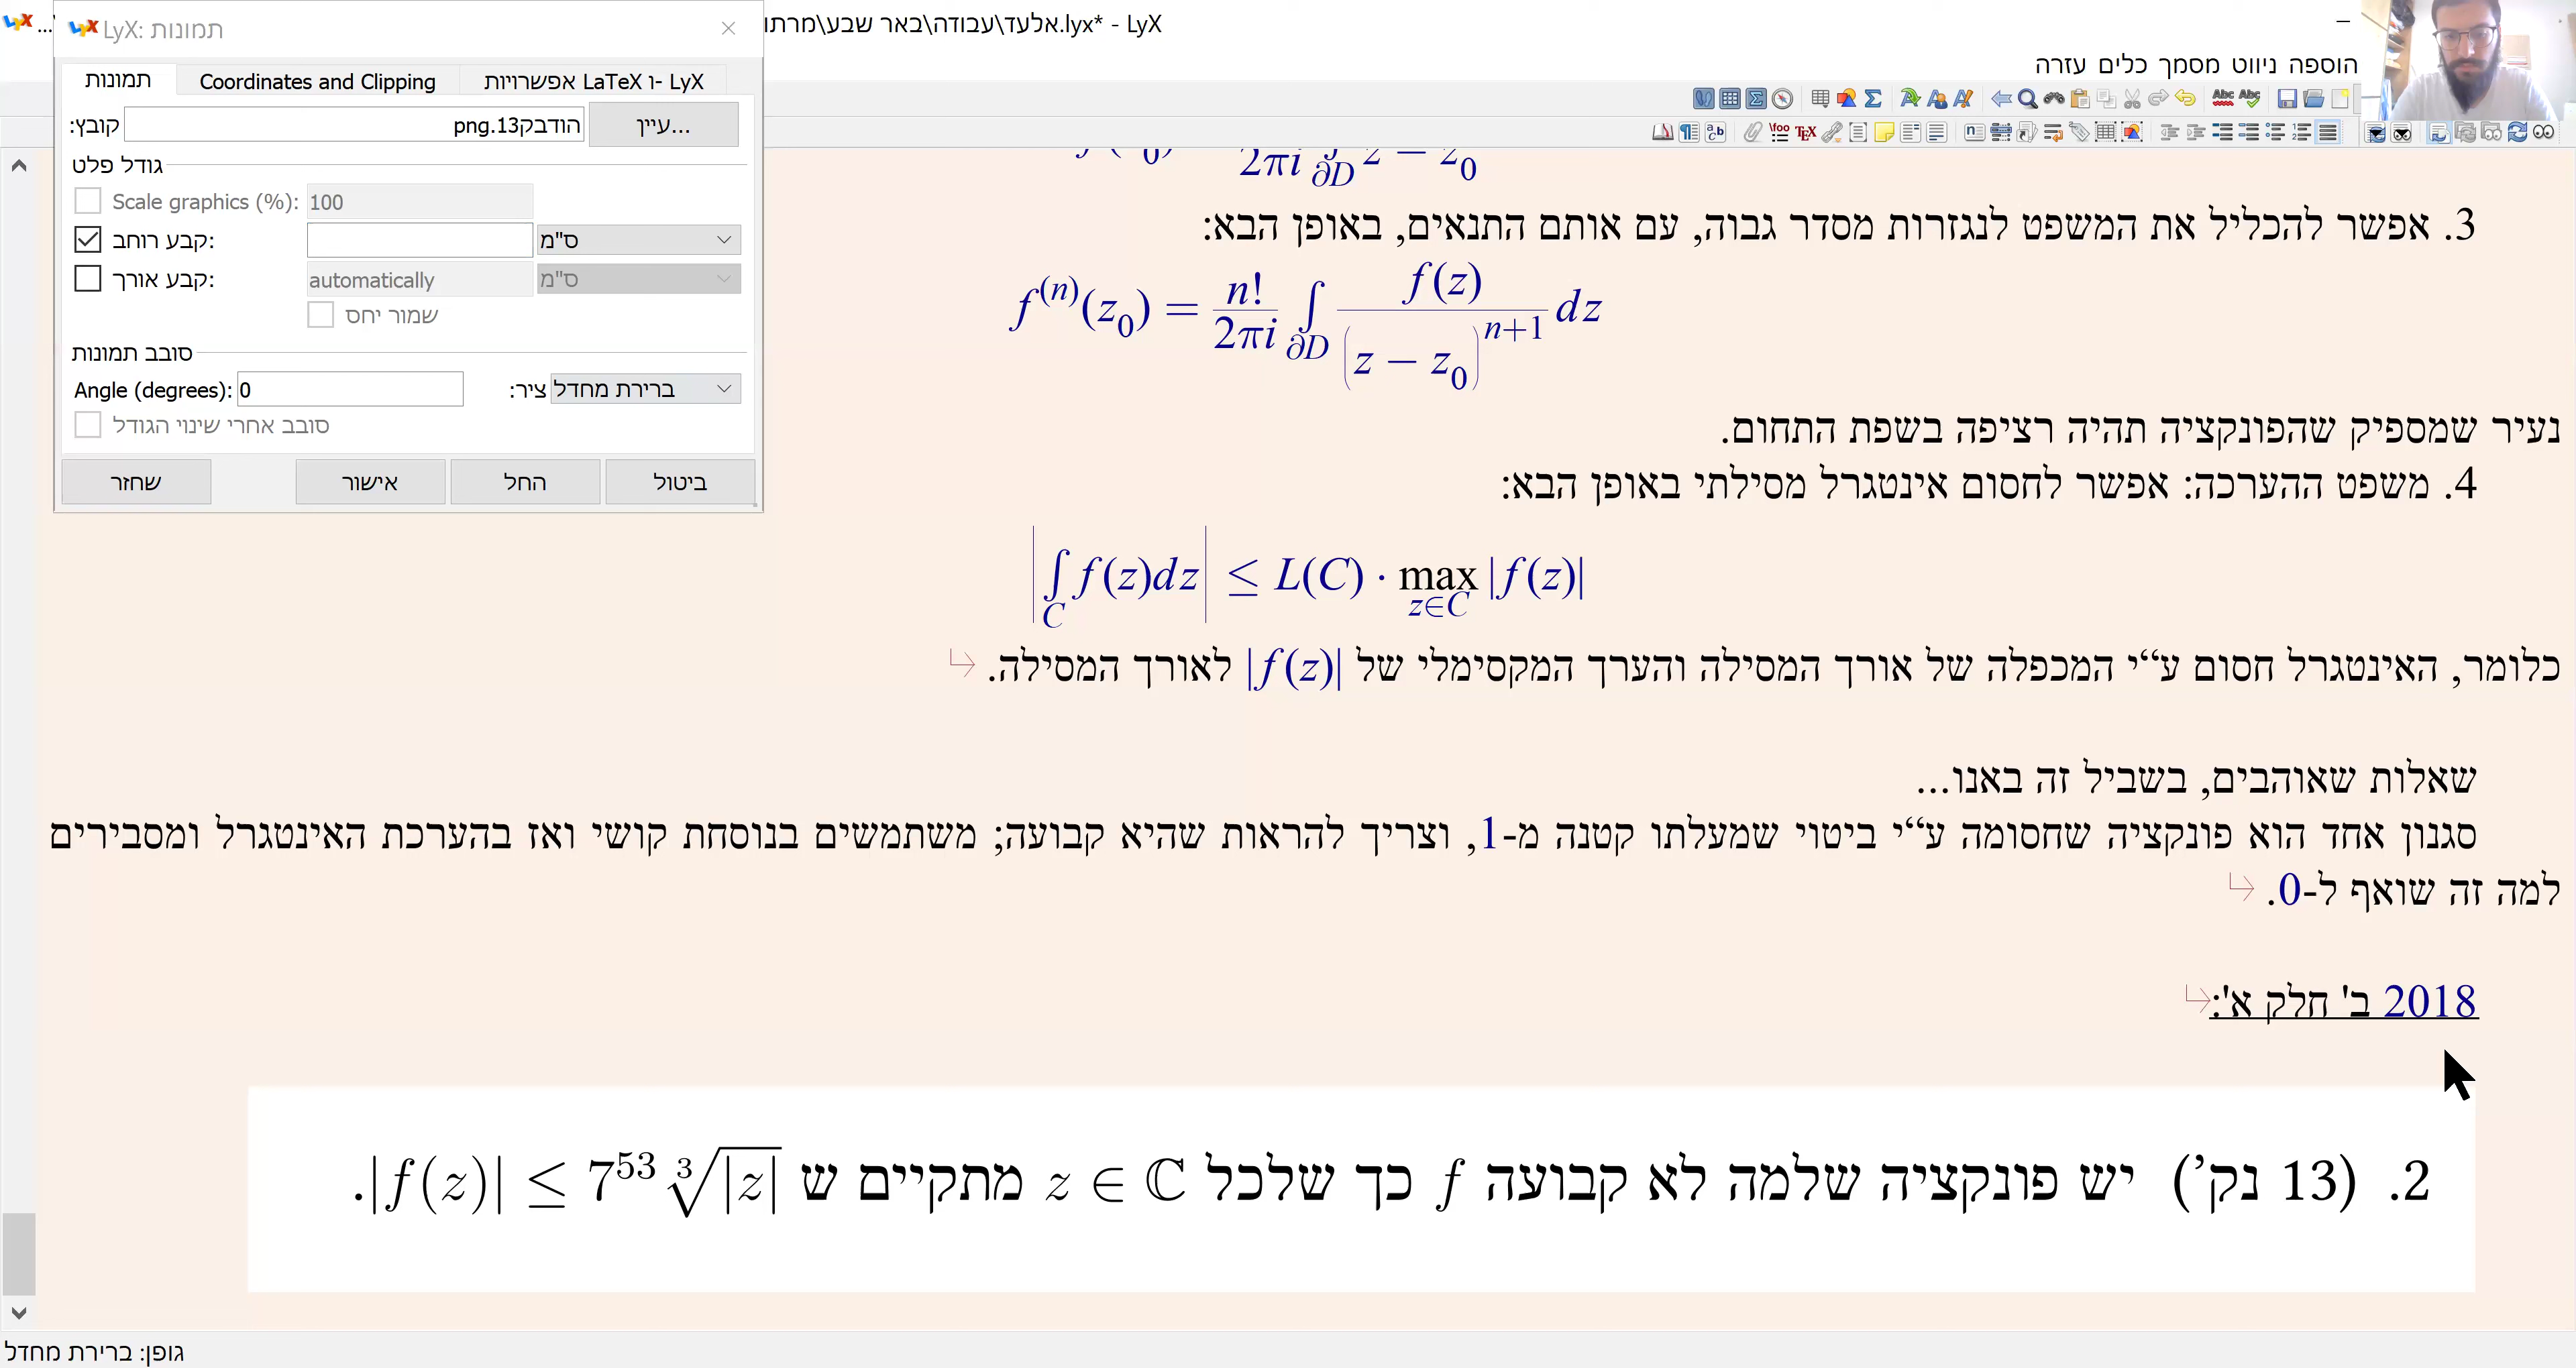 ...אלעד\עבודה\באר שבע\מרתו.lyx* - LyX
LyX: תמונות
תמונות
Coordinates and Clipping
אפשרויות LaTeX ו- LyX
קובץ:
הודבק13.png
עיין...
גודל פלט
Scale graphics (%): 100
קבע רוחב:
ס"מ
קבע אורך: automatically ס"מ
שמור יחס
סובב תמונות
Angle (degrees): 0
ציר: ברירת מחדל
סובב אחרי שינוי הגודל
שחזר אישור החל ביטול
הוספה ניווט מסמך כלים עזרה
2πi ∫∂D z − z₀
3. אפשר להכליל את המשפט לנגזרות מסדר גבוה, עם אותם התנאים, באופן הבא:
f^(n)(z₀) = n!/2πi ∫∂D f(z)/(z − z₀)^(n+1) dz
נעיר שמספיק שהפונקציה תהיה רציפה בשפת התחום.
4. משפט ההערכה: אפשר לחסום אינטגרל מסילתי באופן הבא:
|∫C f(z)dz| ≤ L(C) · max z∈C |f(z)|
כלומר, האינטגרל חסום ע“י המכפלה של אורך המסילה והערך המקסימלי של |f(z)| לאורך המסילה.
שאלות שאוהבים, בשביל זה באנו...
סגנון אחד הוא פונקציה שחסומה ע“י ביטוי שמעלתו קטנה מ-1, וצריך להראות שהיא קבועה; משתמשים בנוסחת קושי ואז בהערכת האינטגרל ומסבירים
למה זה שואף ל-0.
2018 ב' חלק א':
2. (13 נק’) יש פונקציה שלמה לא קבועה f כך שלכל z ∈ ℂ מתקיים ש |f(z)| ≤ 7⁵³ ∛|z|.
גופן: ברירת מחדל